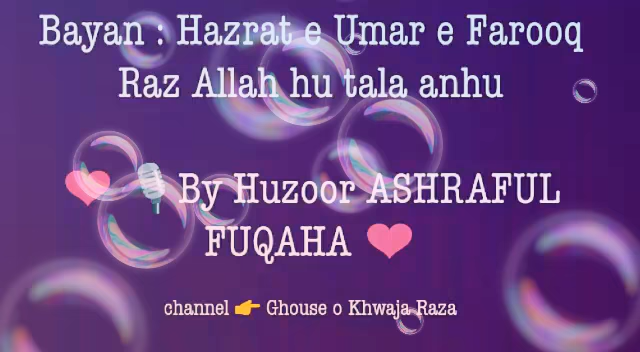 Bayan : Hazrat e Umar e Farooq
Raz Allah hu tala anhu
❤ 🎙 By Huzoor ASHRAFUL
FUQAHA ❤
channel 👉 Ghouse o Khwaja Raza